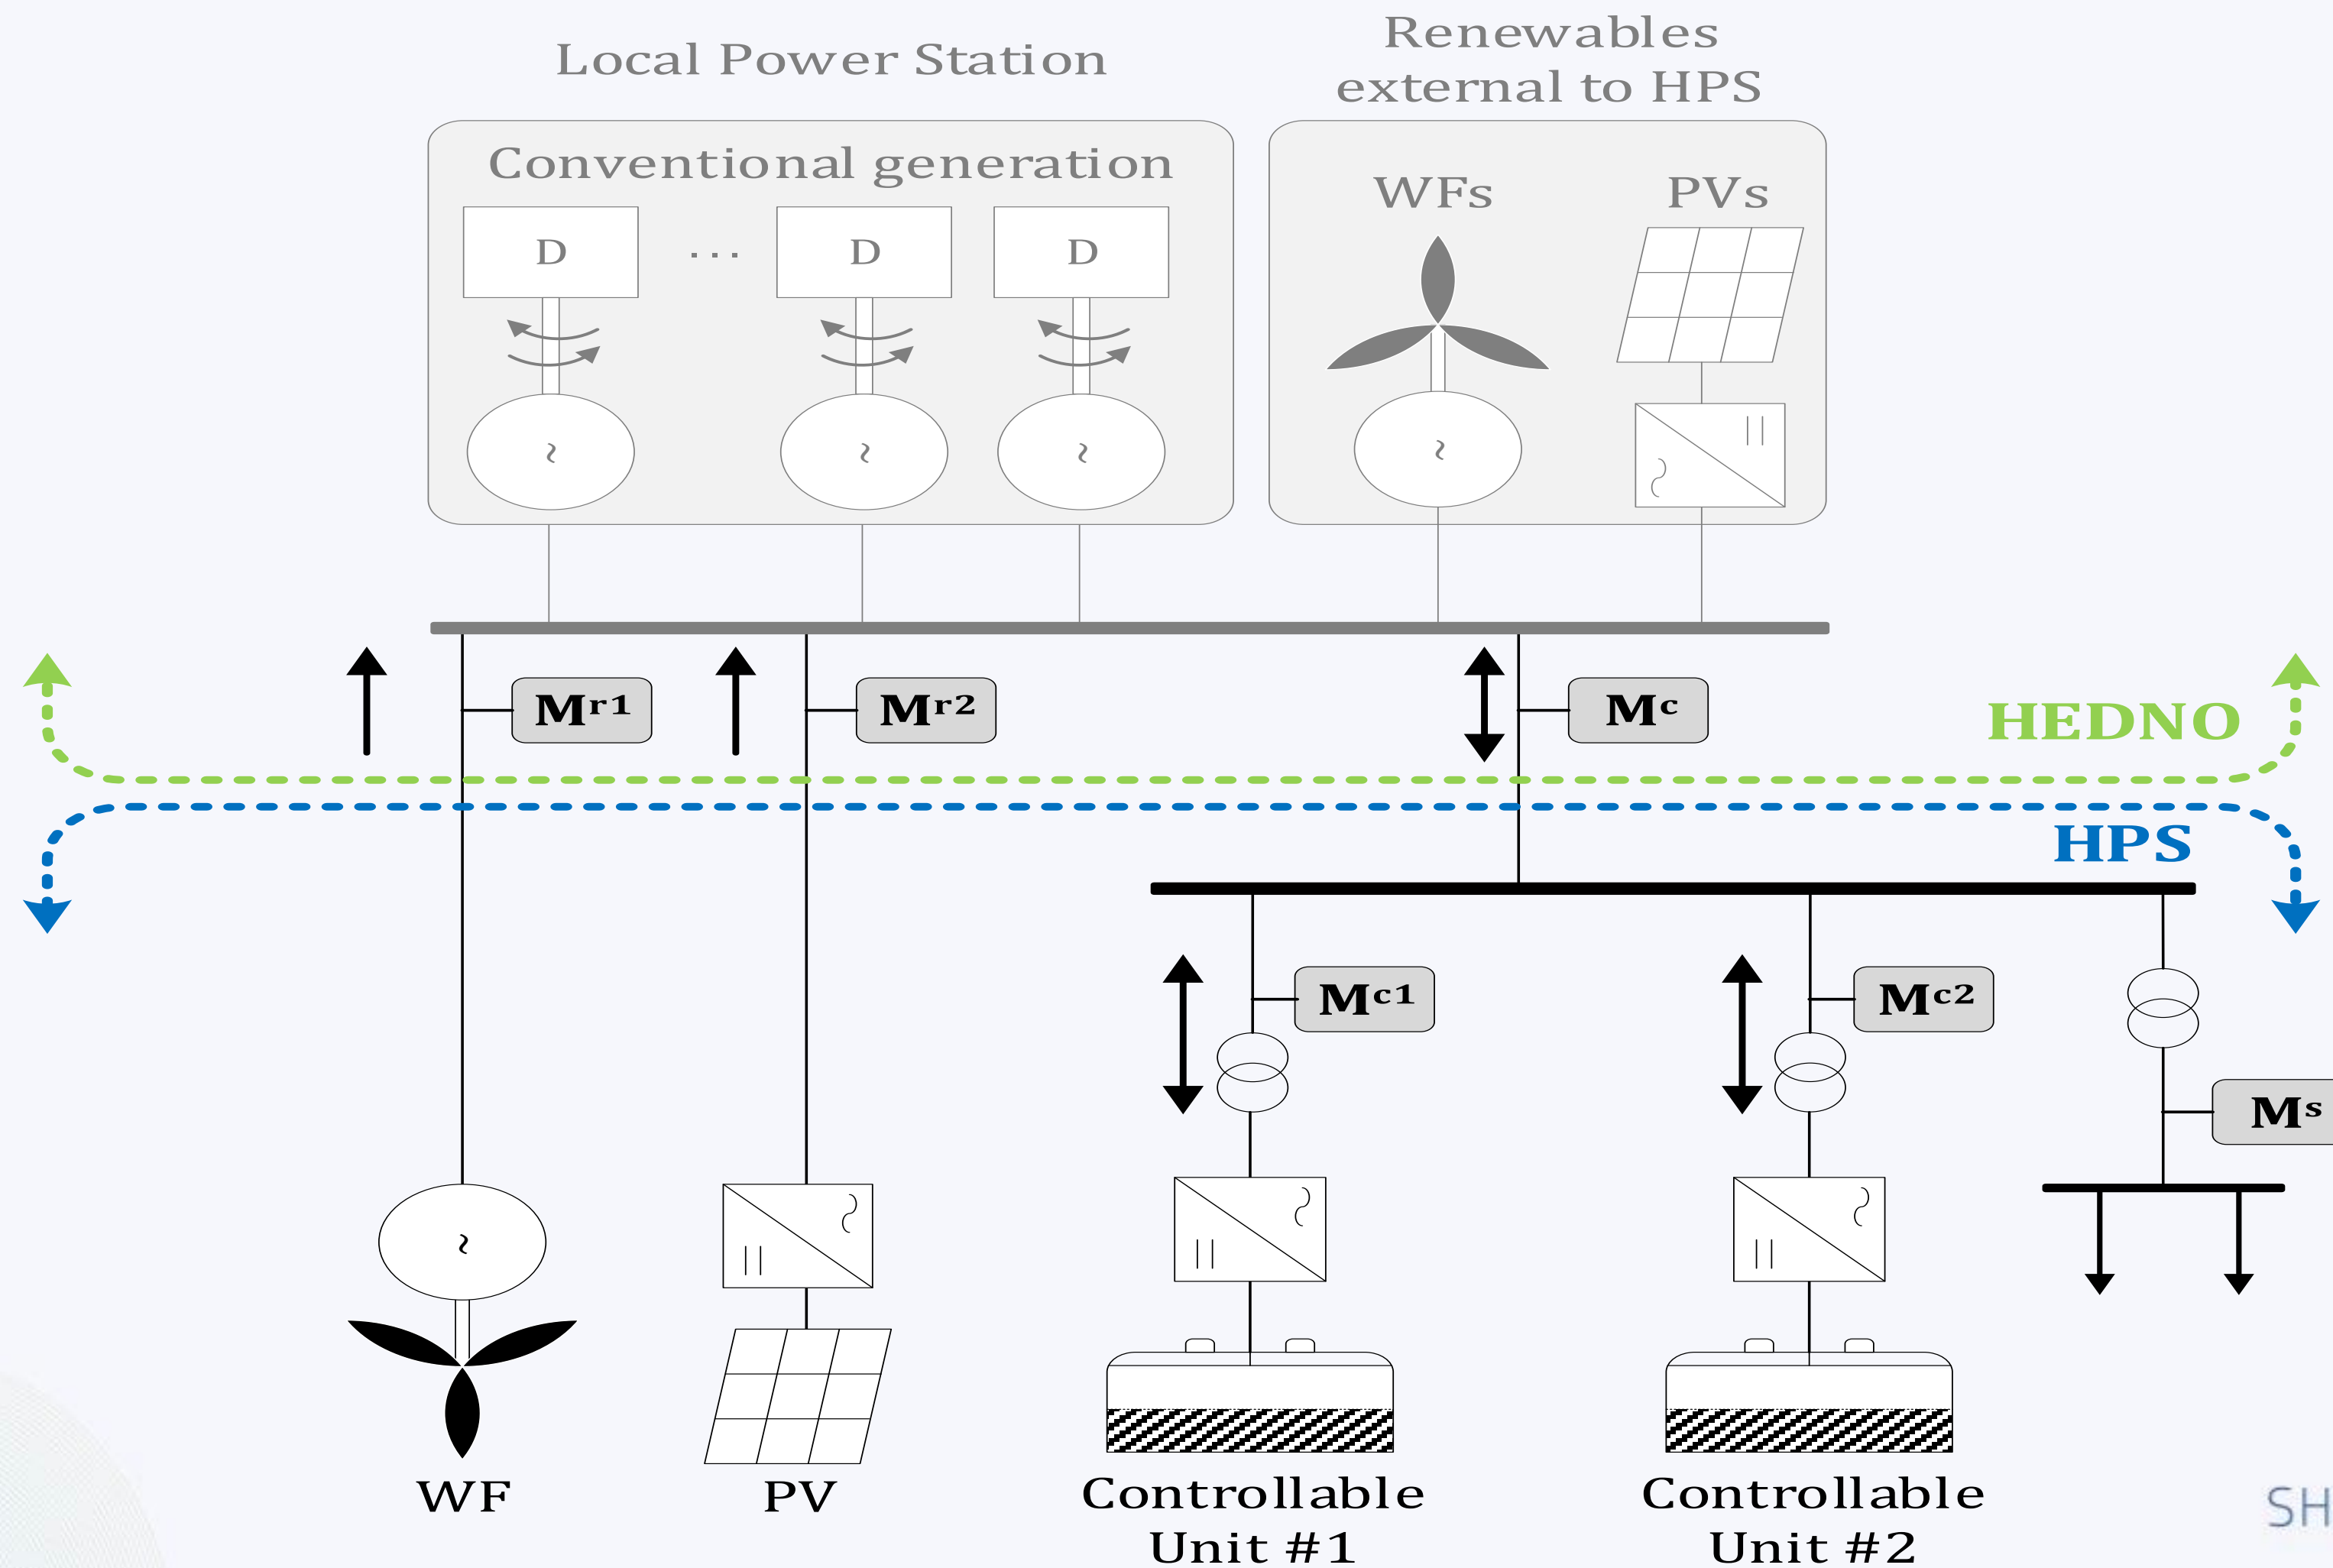 Local Power Station
Renewables
external to HPS
Conventional generation
WFs
PVs
D
...
D
D
~
~
~
~
Mr1
Mr2
Mc
HEDNO
HPS
Mc1
Mc2
Ms
~
WF
PV
Controllable
Unit #1
Controllable
Unit #2
SH